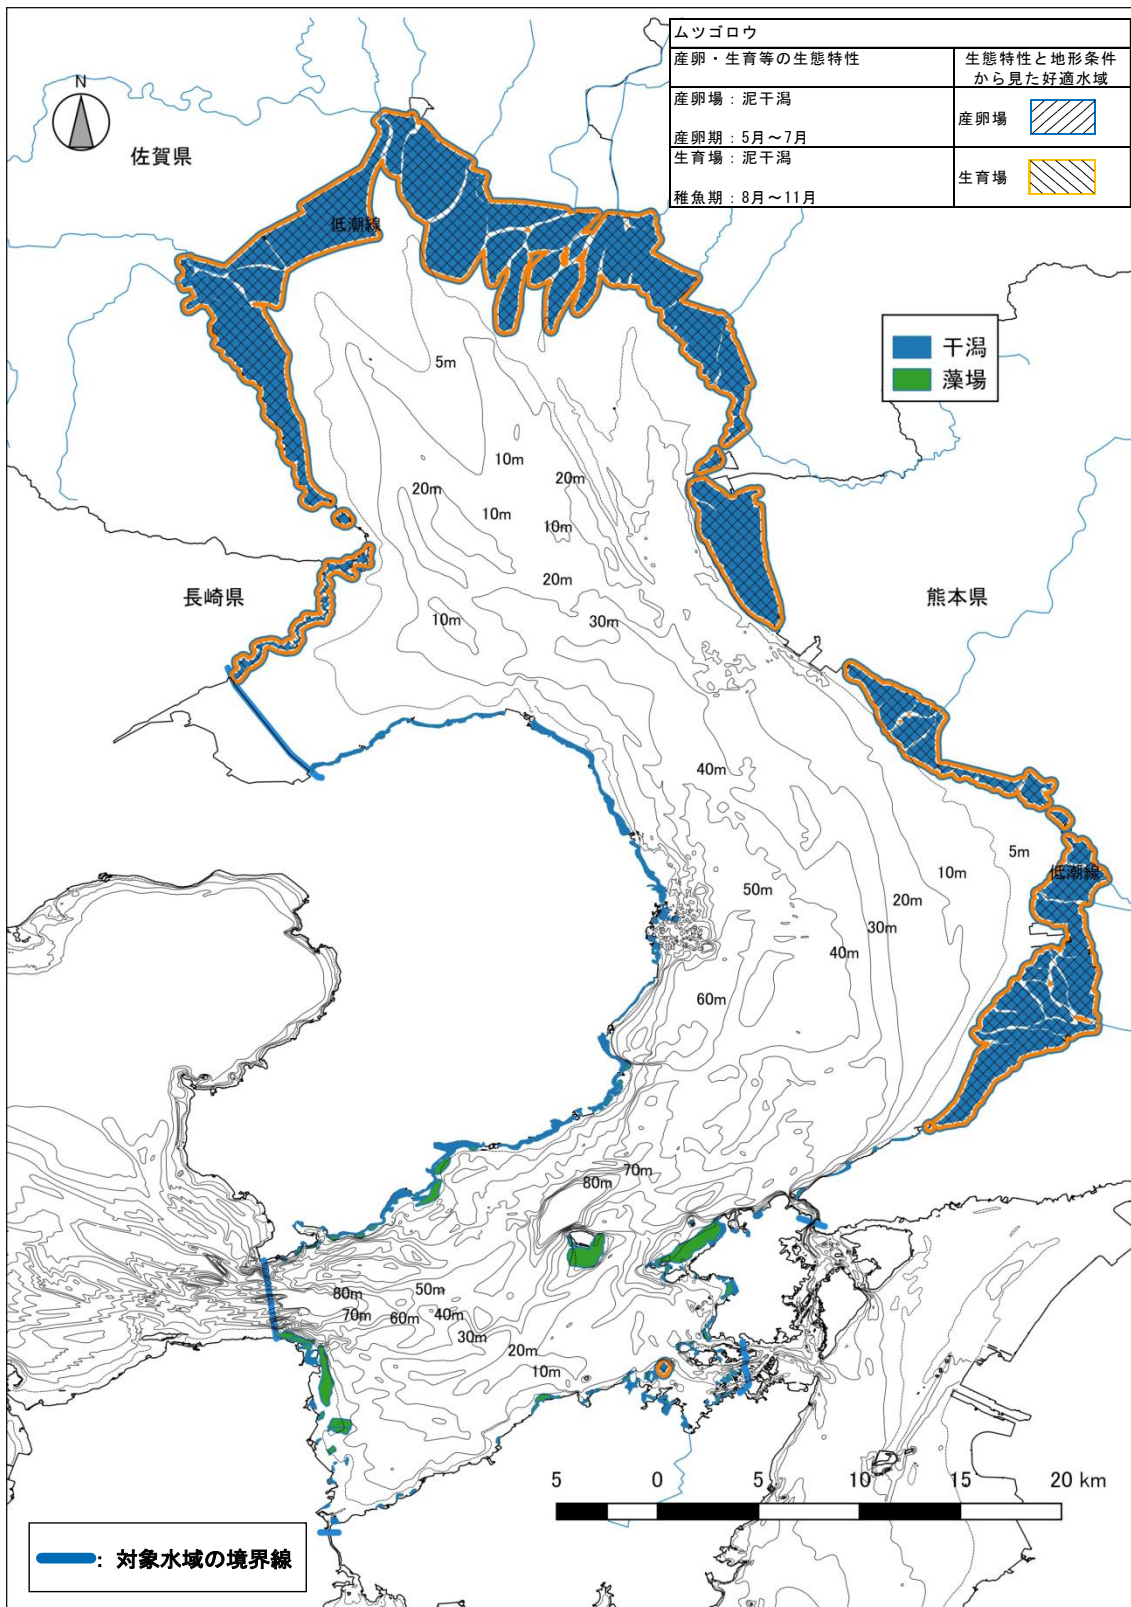 ムツゴロウ
産卵・生育等の生態特性
生態特性と地形条件
から見た好適水域
産卵場：泥干潟
産卵期：5月～7月
産卵場
生育場：泥干潟
稚魚期：8月～11月
生育場
N
佐賀県
低潮線
干潟
藻場
5m
10m
20m
20m
10m
10m
20m
長崎県
熊本県
10m
30m
40m
5m
10m
低潮線
50m
20m
30m
40m
60m
70m
80m
50m
80m
70m
60m
40m
30m
20m
10m
5
0
5
10
15
20 km
: 対象水域の境界線